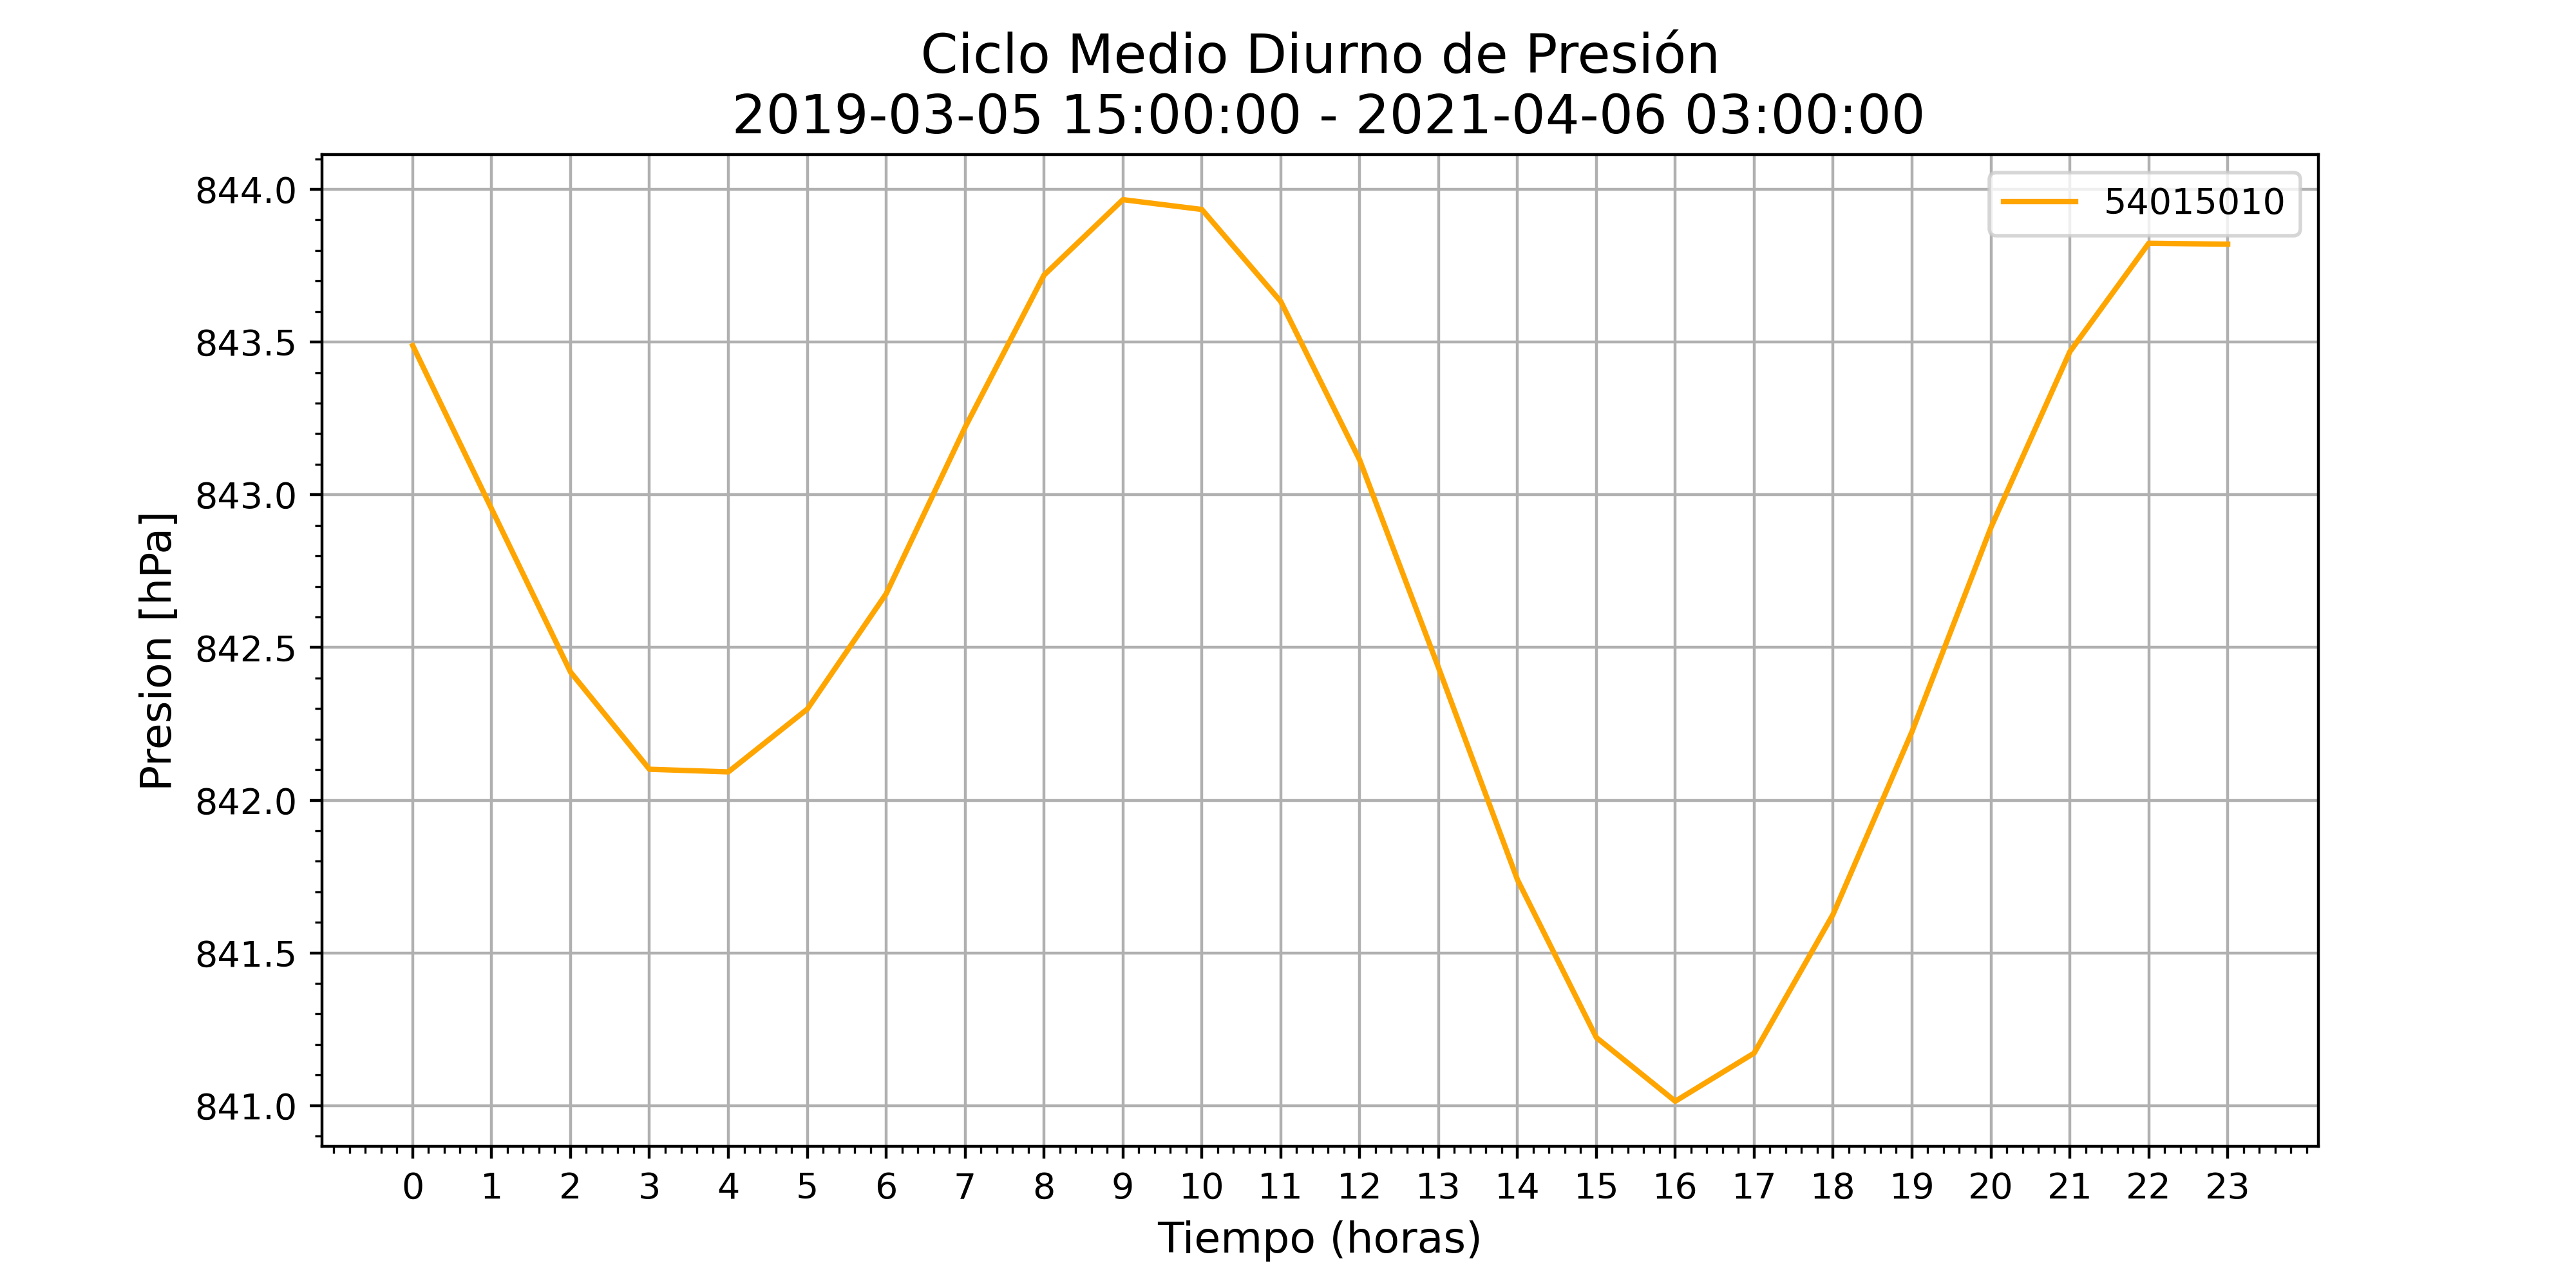 Ciclo Medio Diurno de Presión
2019-03-05 15:00:00 - 2021-04-06 03:00:00
54015010
Presion [hPa]
844.0
843.5
843.0
842.5
842.0
841.5
841.0
0 1 2 3 4 5 6 7 8 9 10 11 12 13 14 15 16 17 18 19 20 21 22 23
Tiempo (horas)